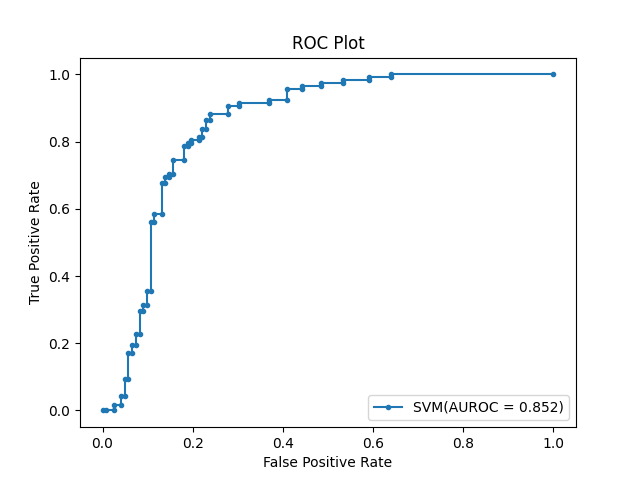 ROC Plot
True Positive Rate
1.0
0.8
0.6
0.4
0.2
0.0
SVM(AUROC = 0.852)
0.0 0.2 0.4 0.6 0.8 1.0
False Positive Rate